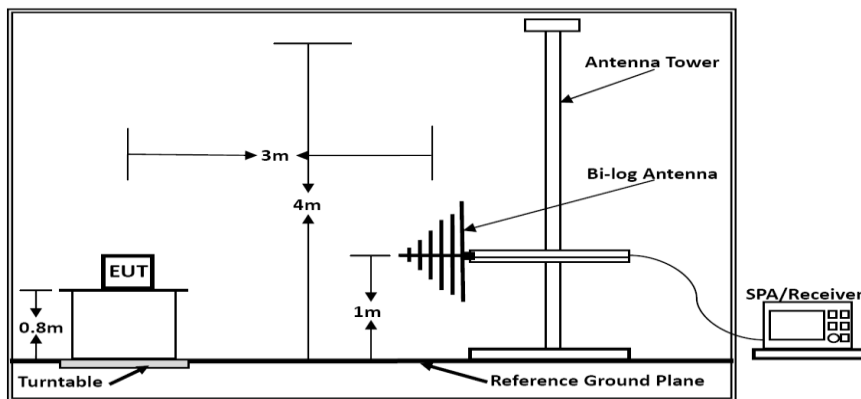 Antenna Tower
3m
Bi-log Antenna
4m
EUT
SPA/Receiver
1m
0.8m
Turntable
Reference Ground Plane